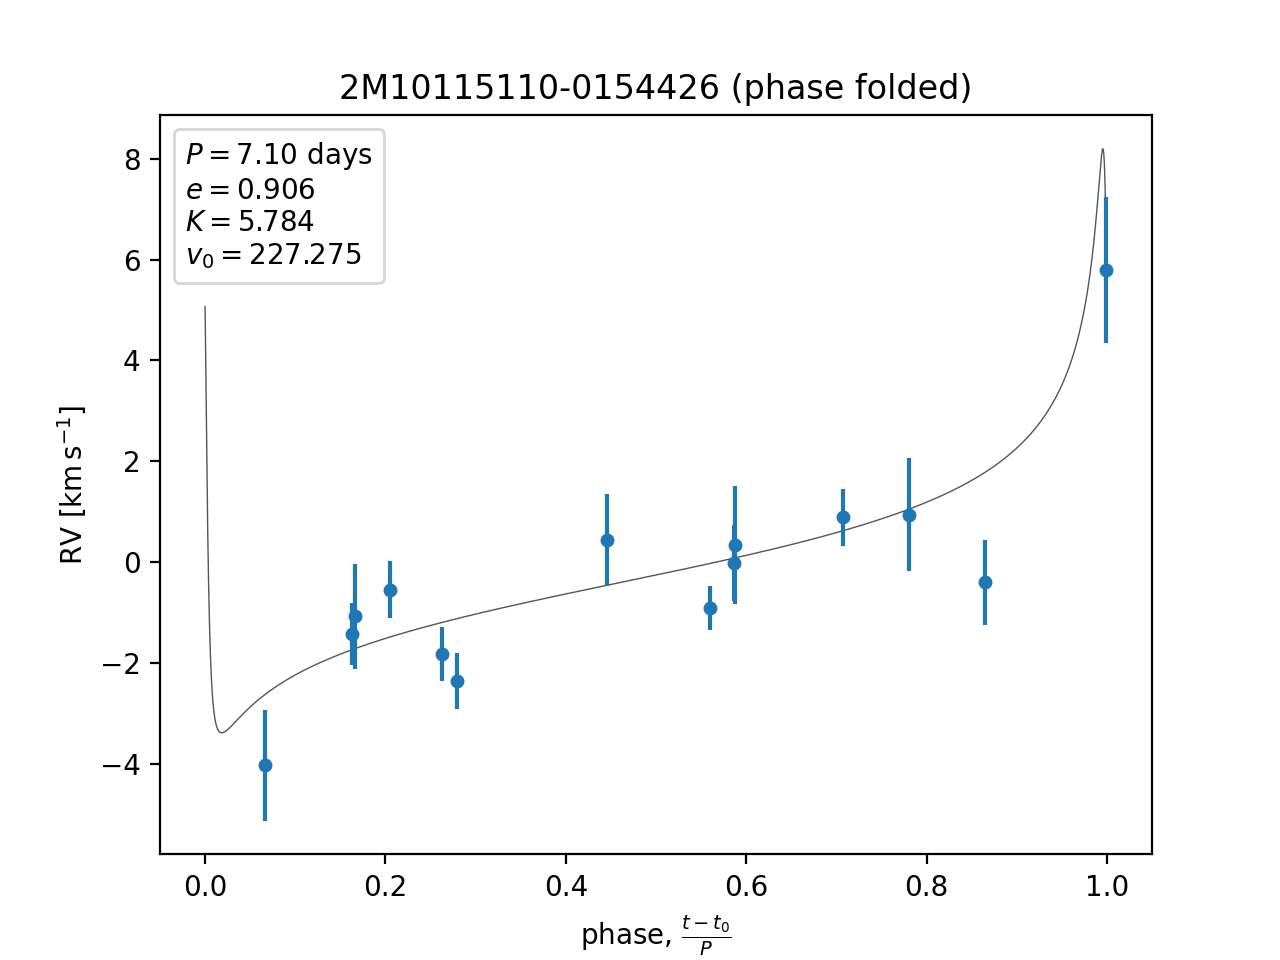 2M10115110-0154426 (phase folded)
P = 7.10 days
e = 0.906
K = 5.784
v₀ = 227.275
8
6
4
2
0
−2
−4
RV [km s⁻¹]
0.0 0.2 0.4 0.6 0.8 1.0
phase, (t − t₀)/P